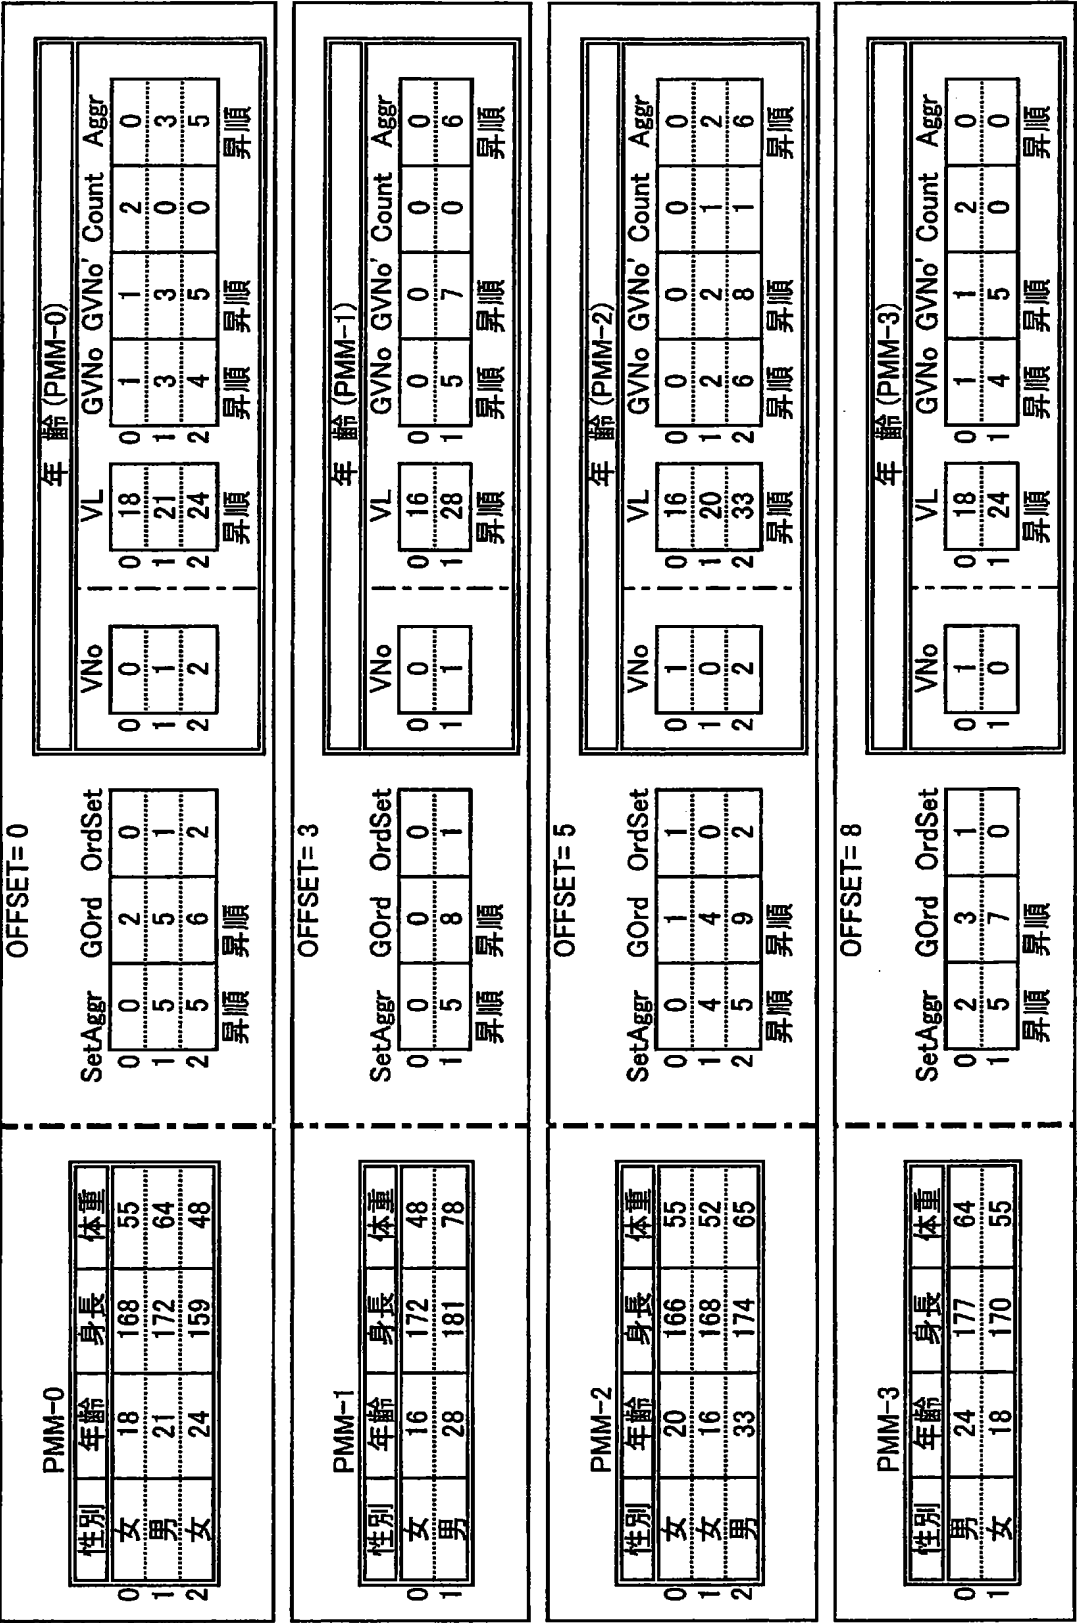 OFFSET= 0
PMM-0 年 齢 (PMM-0)
性別 年齢 身長 体重 SetAggr GOrd OrdSet VNo VL GVNo GVNo' Count Aggr
0 女 18 168 55 0 0 2 0 0 0 0 18 0 1 1 2 0
1 男 21 172 64 1 5 5 1 1 1 1 21 1 3 3 0 3
2 女 24 159 48 2 5 6 2 2 2 2 24 2 4 5 0 5
昇順 昇順 昇順 昇順 昇順 昇順
OFFSET= 3
PMM-1 年 齢 (PMM-1)
性別 年齢 身長 体重 SetAggr GOrd OrdSet VNo VL GVNo GVNo' Count Aggr
0 女 16 172 48 0 0 0 0 0 0 0 16 0 0 0 0 0
1 男 28 181 78 1 5 8 1 1 1 1 28 1 5 7 0 6
昇順 昇順 昇順 昇順 昇順 昇順
OFFSET= 5
PMM-2 年 齢 (PMM-2)
性別 年齢 身長 体重 SetAggr GOrd OrdSet VNo VL GVNo GVNo' Count Aggr
0 女 20 166 55 0 0 1 1 0 1 0 16 0 0 0 0 0
1 女 16 168 52 1 4 4 0 1 0 1 20 1 2 2 1 2
2 男 33 174 65 2 5 9 2 2 2 2 33 2 6 8 1 6
昇順 昇順 昇順 昇順 昇順 昇順
OFFSET= 8
PMM-3 年 齢 (PMM-3)
性別 年齢 身長 体重 SetAggr GOrd OrdSet VNo VL GVNo GVNo' Count Aggr
0 男 24 177 64 0 2 3 1 0 1 0 18 0 1 1 2 0
1 女 18 170 55 1 5 7 0 1 0 1 24 1 4 5 0 0
昇順 昇順 昇順 昇順 昇順 昇順